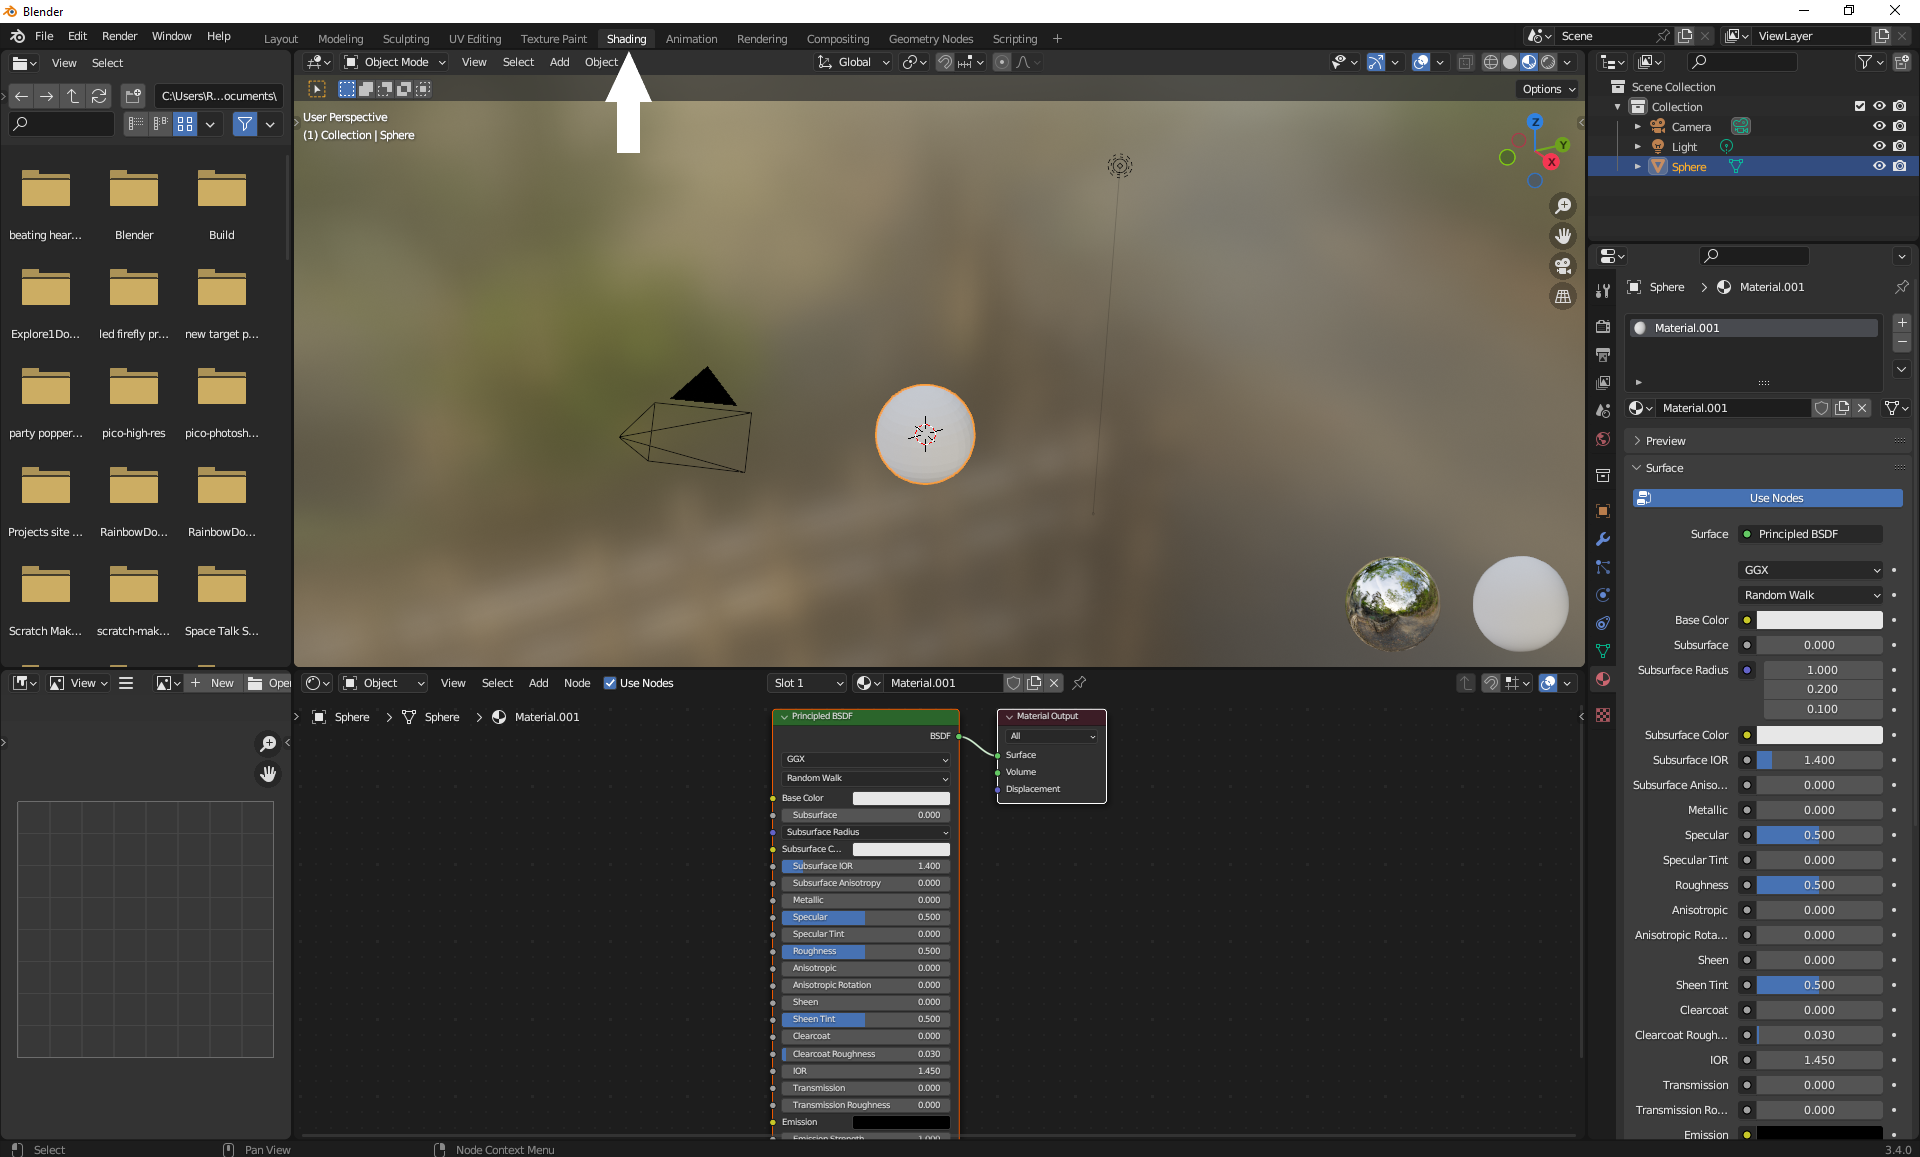 Blender
File Edit Render Window Help
Layout Modeling Sculpting UV Editing Texture Paint Shading Animation Rendering Compositing Geometry Nodes Scripting +
Scene
ViewLayer
View Select
Object Mode View Select Add Object
Global
C:\Users\R...ocuments\
Options
User Perspective
(1) Collection | Sphere
Z
Y
X
Scene Collection
Collection
Camera
Light
Sphere
beating hear...
Blender
Build
Explore1Do...
led firefly pr...
new target p...
party popper...
pico-high-res
pico-photosh...
Projects site ...
RainbowDo...
RainbowDo...
Scratch Mak...
scratch-mak...
Space Talk S...
Sphere > Material.001
Material.001
Material.001
Preview
Surface
Use Nodes
Surface Principled BSDF
GGX
Random Walk
Base Color
Subsurface 0.000
Subsurface Radius 1.000
0.200
0.100
Subsurface Color
Subsurface IOR 1.400
Subsurface Aniso... 0.000
Metallic 0.000
Specular 0.500
Specular Tint 0.000
Roughness 0.500
Anisotropic 0.000
Anisotropic Rota... 0.000
Sheen 0.000
Sheen Tint 0.500
Clearcoat 0.000
Clearcoat Rough... 0.030
IOR 1.450
Transmission 0.000
Transmission Ro... 0.000
Emission
View
+ New
Open
Object View Select Add Node Use Nodes
Slot 1
Material.001
Sphere > Sphere > Material.001
Principled BSDF
BSDF
GGX
Random Walk
Base Color
Subsurface 0.000
Subsurface Radius
Subsurface C...
Subsurface IOR 1.400
Subsurface Anisotropy 0.000
Metallic 0.000
Specular 0.500
Specular Tint 0.000
Roughness 0.500
Anisotropic 0.000
Anisotropic Rotation 0.000
Sheen 0.000
Sheen Tint 0.500
Clearcoat 0.000
Clearcoat Roughness 0.030
IOR 1.450
Transmission 0.000
Transmission Roughness 0.000
Emission
Emission Strength 1.000
Material Output
All
Surface
Volume
Displacement
Select
Pan View
Node Context Menu
3.4.0